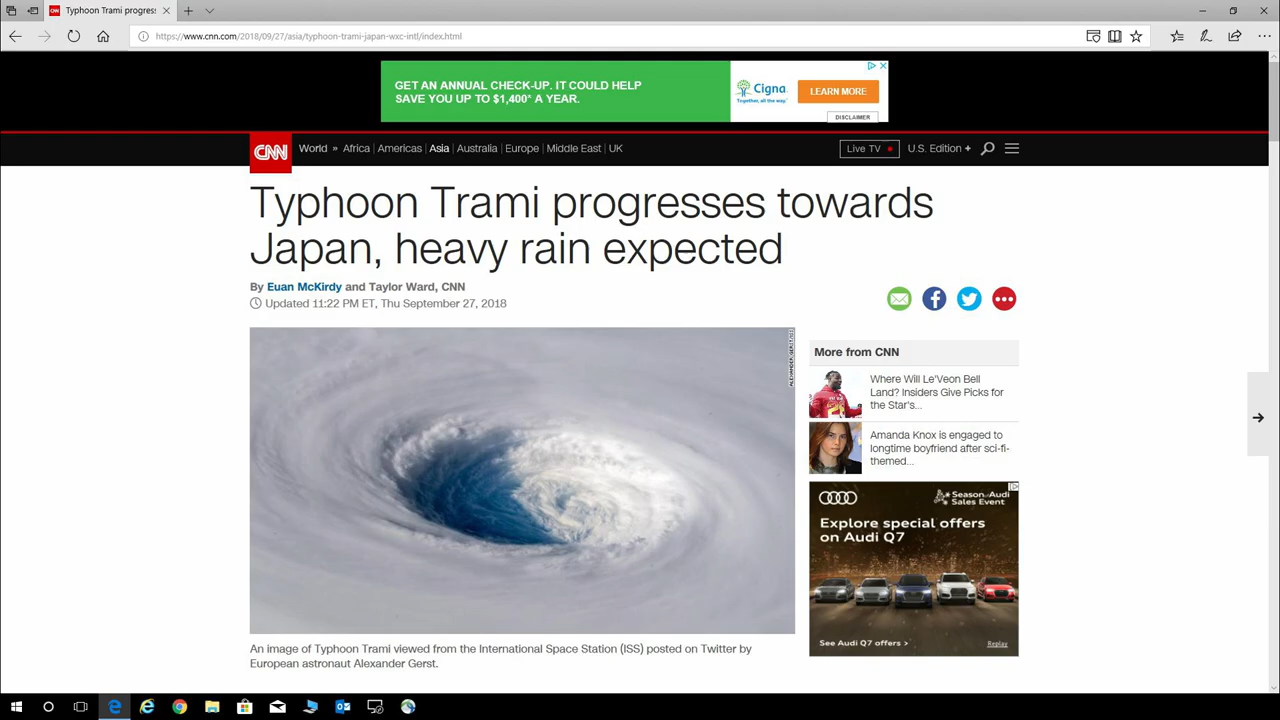 Typhoon Trami progress
https://www.cnn.com/2018/09/27/asia/typhoon-trami-japan-wxc-intl/index.html
GET AN ANNUAL CHECK-UP. IT COULD HELP
SAVE YOU UP TO $1,400* A YEAR.
Cigna
Together, all the way.
LEARN MORE
DISCLAIMER
CNN
World » Africa | Americas | Asia | Australia | Europe | Middle East | UK
Live TV
U.S. Edition +
Typhoon Trami progresses towards
Japan, heavy rain expected
By Euan McKirdy and Taylor Ward, CNN
Updated 11:22 PM ET, Thu September 27, 2018
More from CNN
Where Will Le'Veon Bell
Land? Insiders Give Picks for
the Star's...
Amanda Knox is engaged to
longtime boyfriend after sci-fi-
themed...
Season of Audi
Sales Event
Explore special offers
on Audi Q7
See Audi Q7 offers >
Replay
An image of Typhoon Trami viewed from the International Space Station (ISS) posted on Twitter by
European astronaut Alexander Gerst.